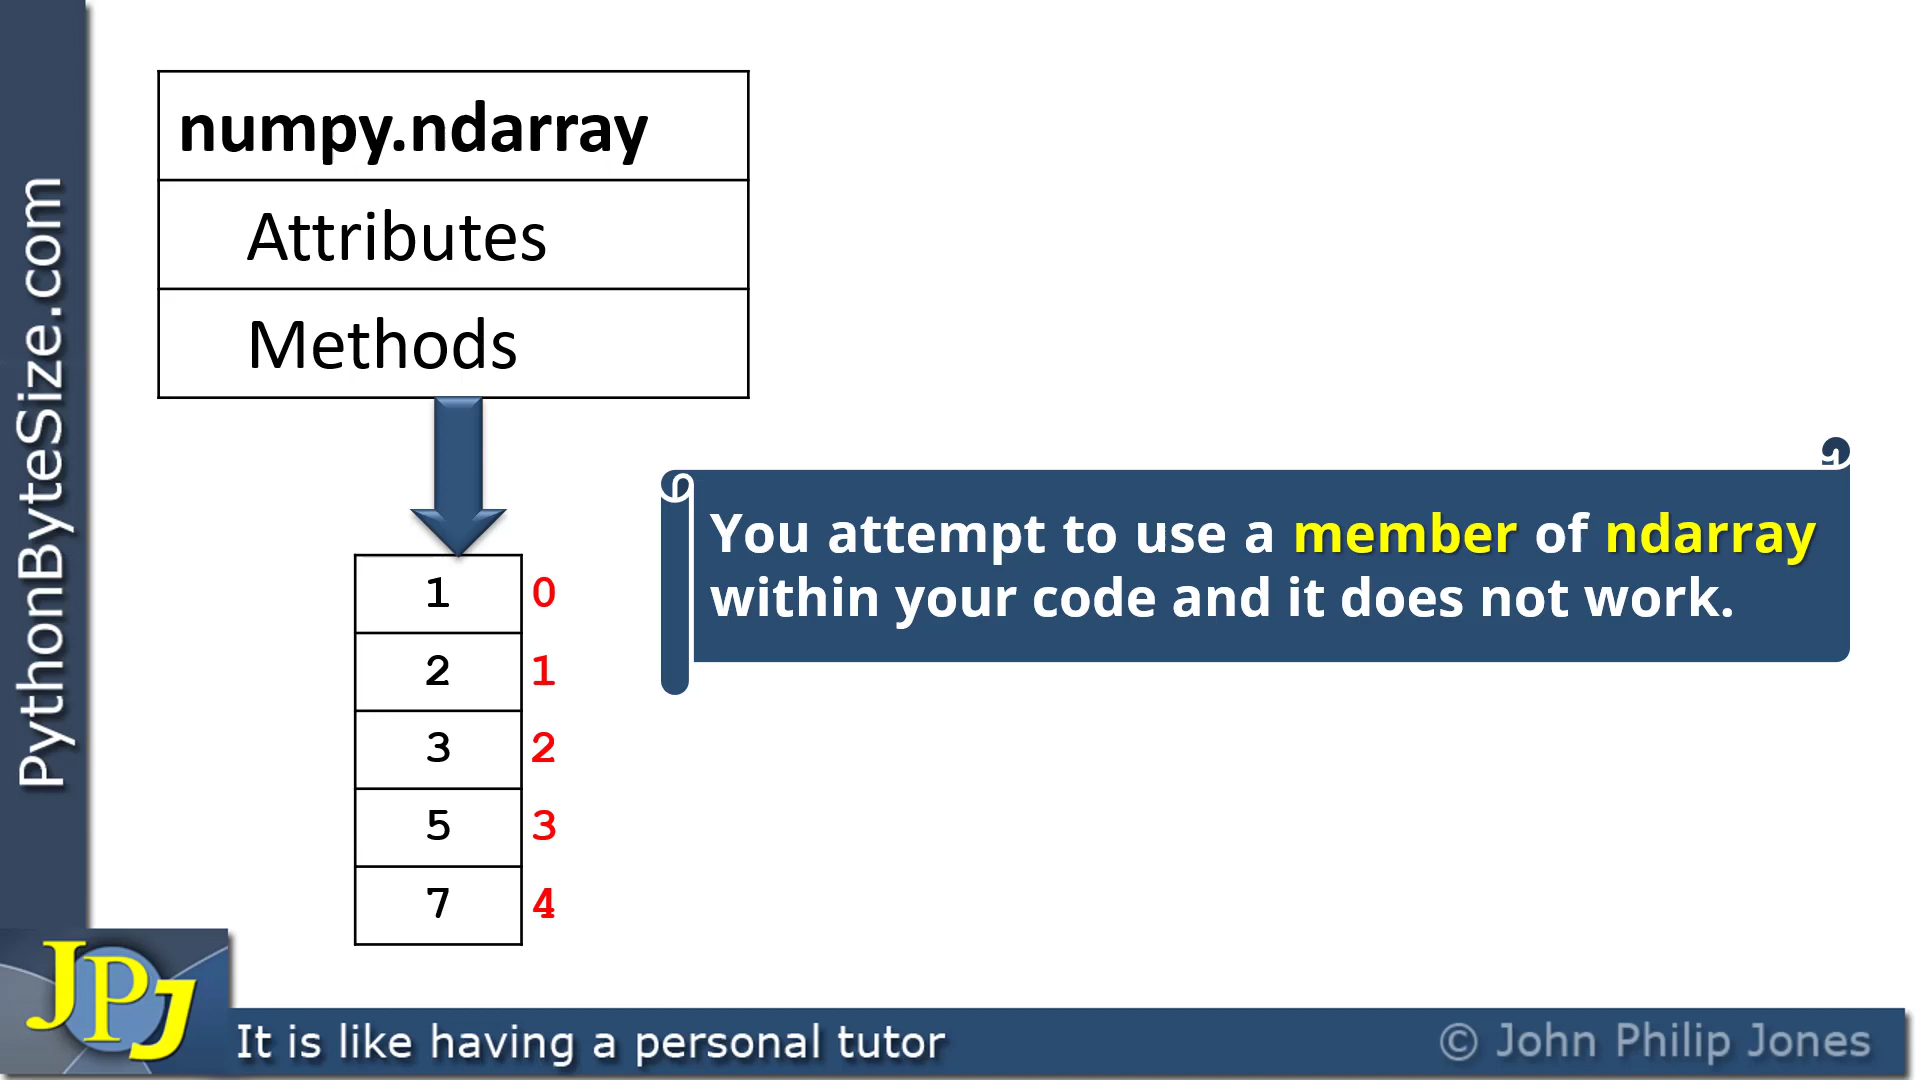 PythonByteSize.com
numpy.ndarray
Attributes
Methods
You attempt to use a member of ndarray
within your code and it does not work.
1 0
2 1
3 2
5 3
7 4
JPJ
It is like having a personal tutor
© John Philip Jones